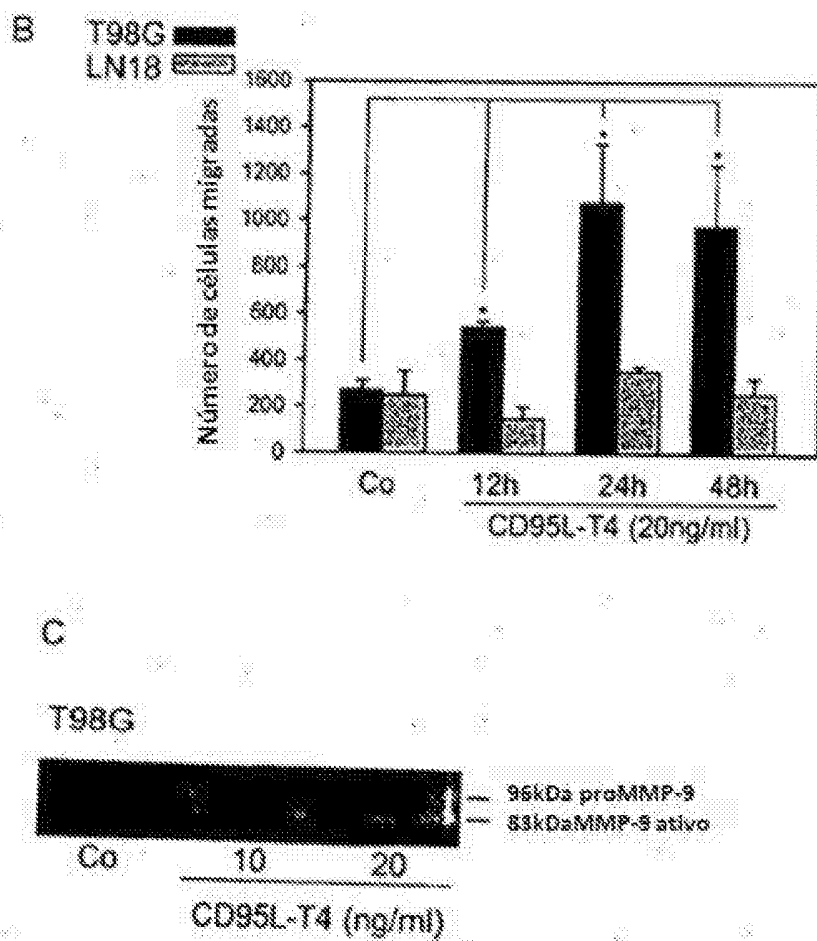 B
T98G
LN18
Número de células migradas
1600
1400
1200
1000
800
600
400
200
0
Co
12h
24h
48h
CD95L-T4 (20ng/ml)
C
T98G
96kDa proMMP-9
83kDaMMP-9 ativo
Co
10
20
CD95L-T4 (ng/ml)